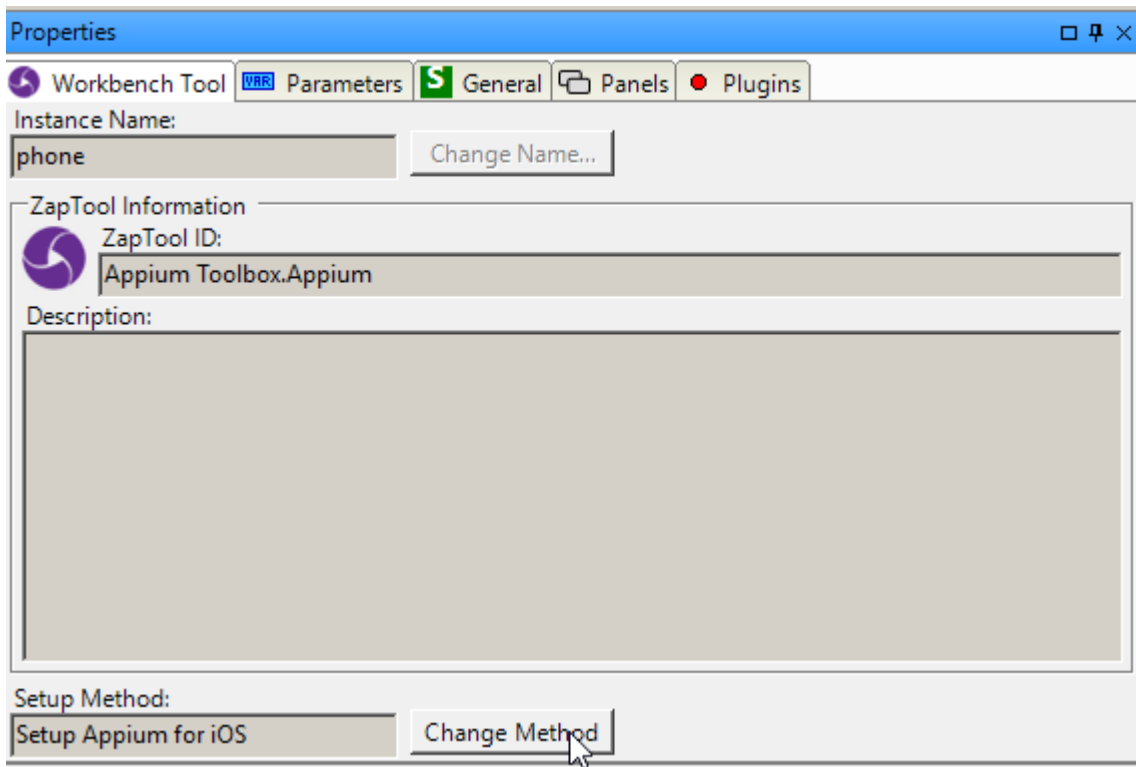 Properties
Workbench Tool VAR Parameters S General Panels Plugins
Instance Name:
phone Change Name...
ZapTool Information
ZapTool ID:
Appium Toolbox.Appium
Description:
Setup Method:
Setup Appium for iOS Change Method